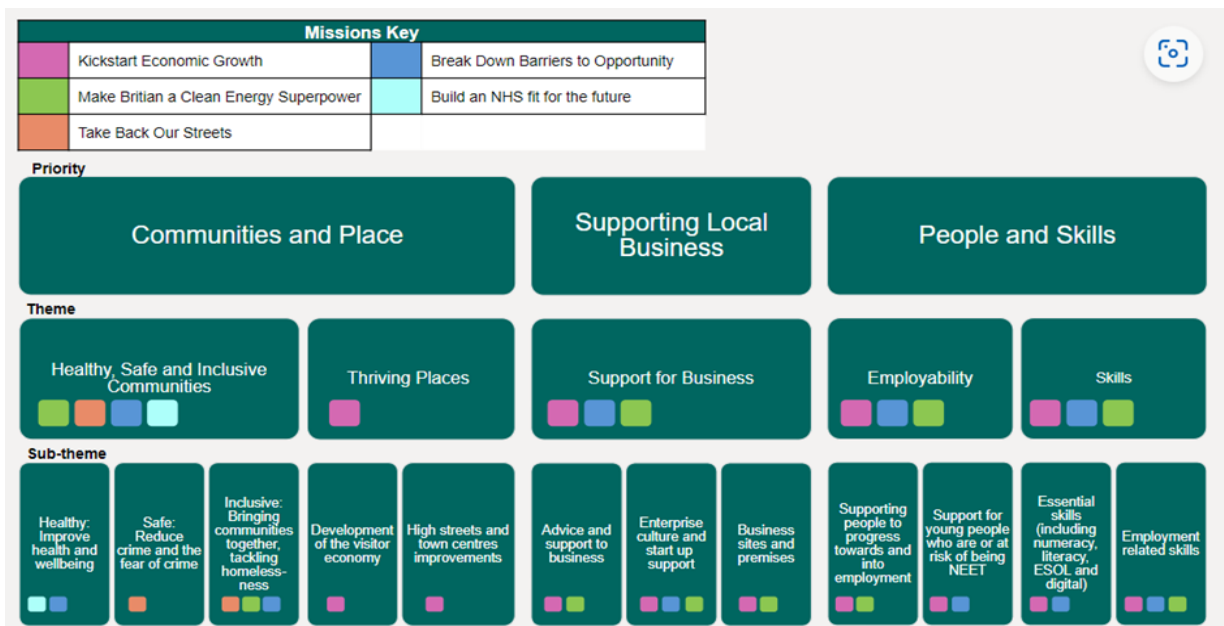 Missions Key
Kickstart Economic Growth
Break Down Barriers to Opportunity
Make Britian a Clean Energy Superpower
Build an NHS fit for the future
Take Back Our Streets
Priority
Communities and Place
Supporting Local
Business
People and Skills
Theme
Healthy, Safe and Inclusive
Communities
Thriving Places
Support for Business
Employability
Skills
Sub-theme
Healthy:
Improve
health and
wellbeing
Safe:
Reduce
crime and the
fear of crime
Inclusive:
Bringing
communities
together,
tackling
homeless-
ness
Development
of the visitor
economy
High streets and
town centres
improvements
Advice and
support to
business
Enterprise
culture and
start up
support
Business
sites and
premises
Supporting
people to
progress
towards and
into
employment
Support for
young people
who are or at
risk of being
NEET
Essential
skills
(including
numeracy,
literacy,
ESOL and
digital)
Employment
related skills